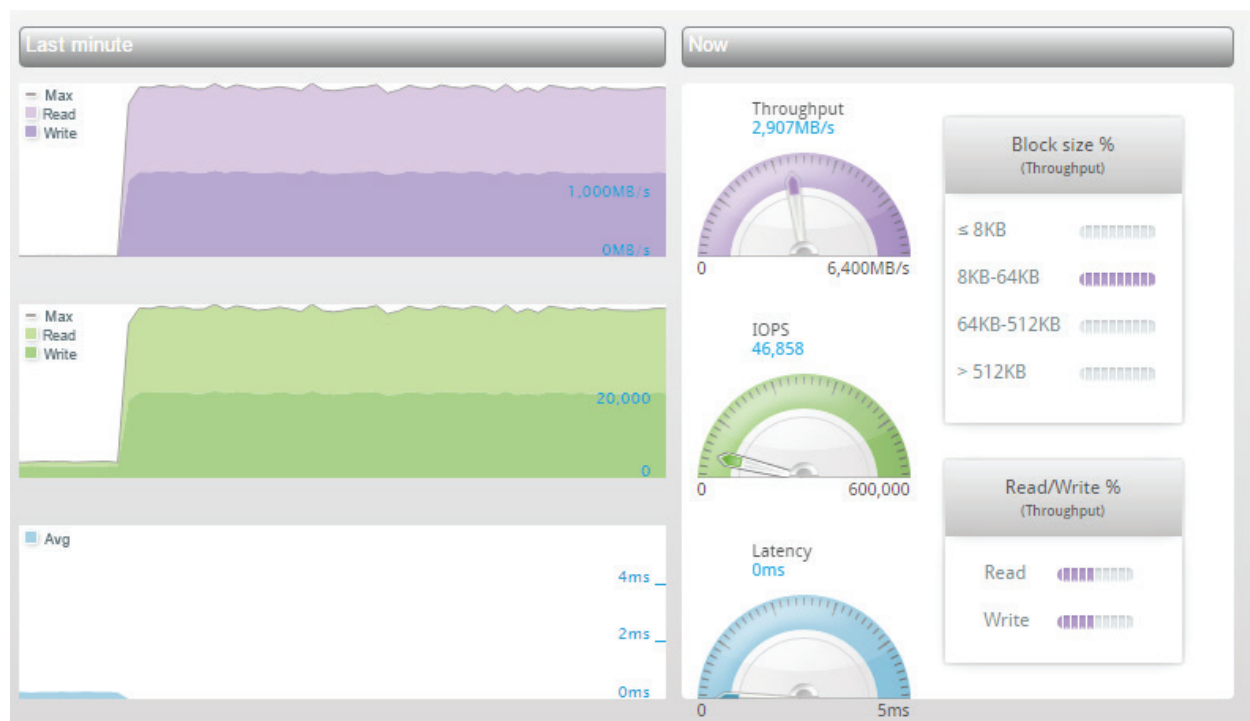 Last minute
Max
Read
Write
1,000MB/s
0MB/s
Max
Read
Write
20,000
0
Avg
4ms
2ms
0ms
Now
Throughput
2,907MB/s
0
6,400MB/s
IOPS
46,858
0
600,000
Latency
0ms
0
5ms
Block size %
(Throughput)
≤ 8KB
8KB-64KB
64KB-512KB
> 512KB
Read/Write %
(Throughput)
Read
Write